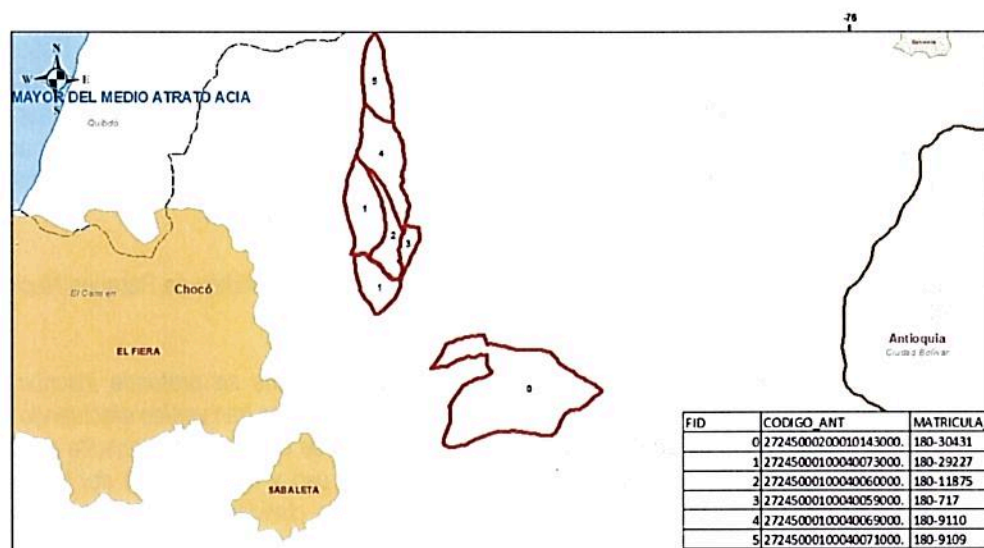 -76
N
W E
S
MAYOR DEL MEDIO ATRATO ACIA
Quibdó
5
4
1
2
3
1
El Carmen
Chocó
EL FIERA
SABALETA
0
Antioquia
Ciudad Bolívar
FID CODIGO_ANT MATRICULA
0 27245000200010143000. 180-30431
1 27245000100040073000. 180-29227
2 27245000100040060000. 180-11875
3 27245000100040059000. 180-717
4 27245000100040069000. 180-9110
5 27245000100040071000. 180-9109